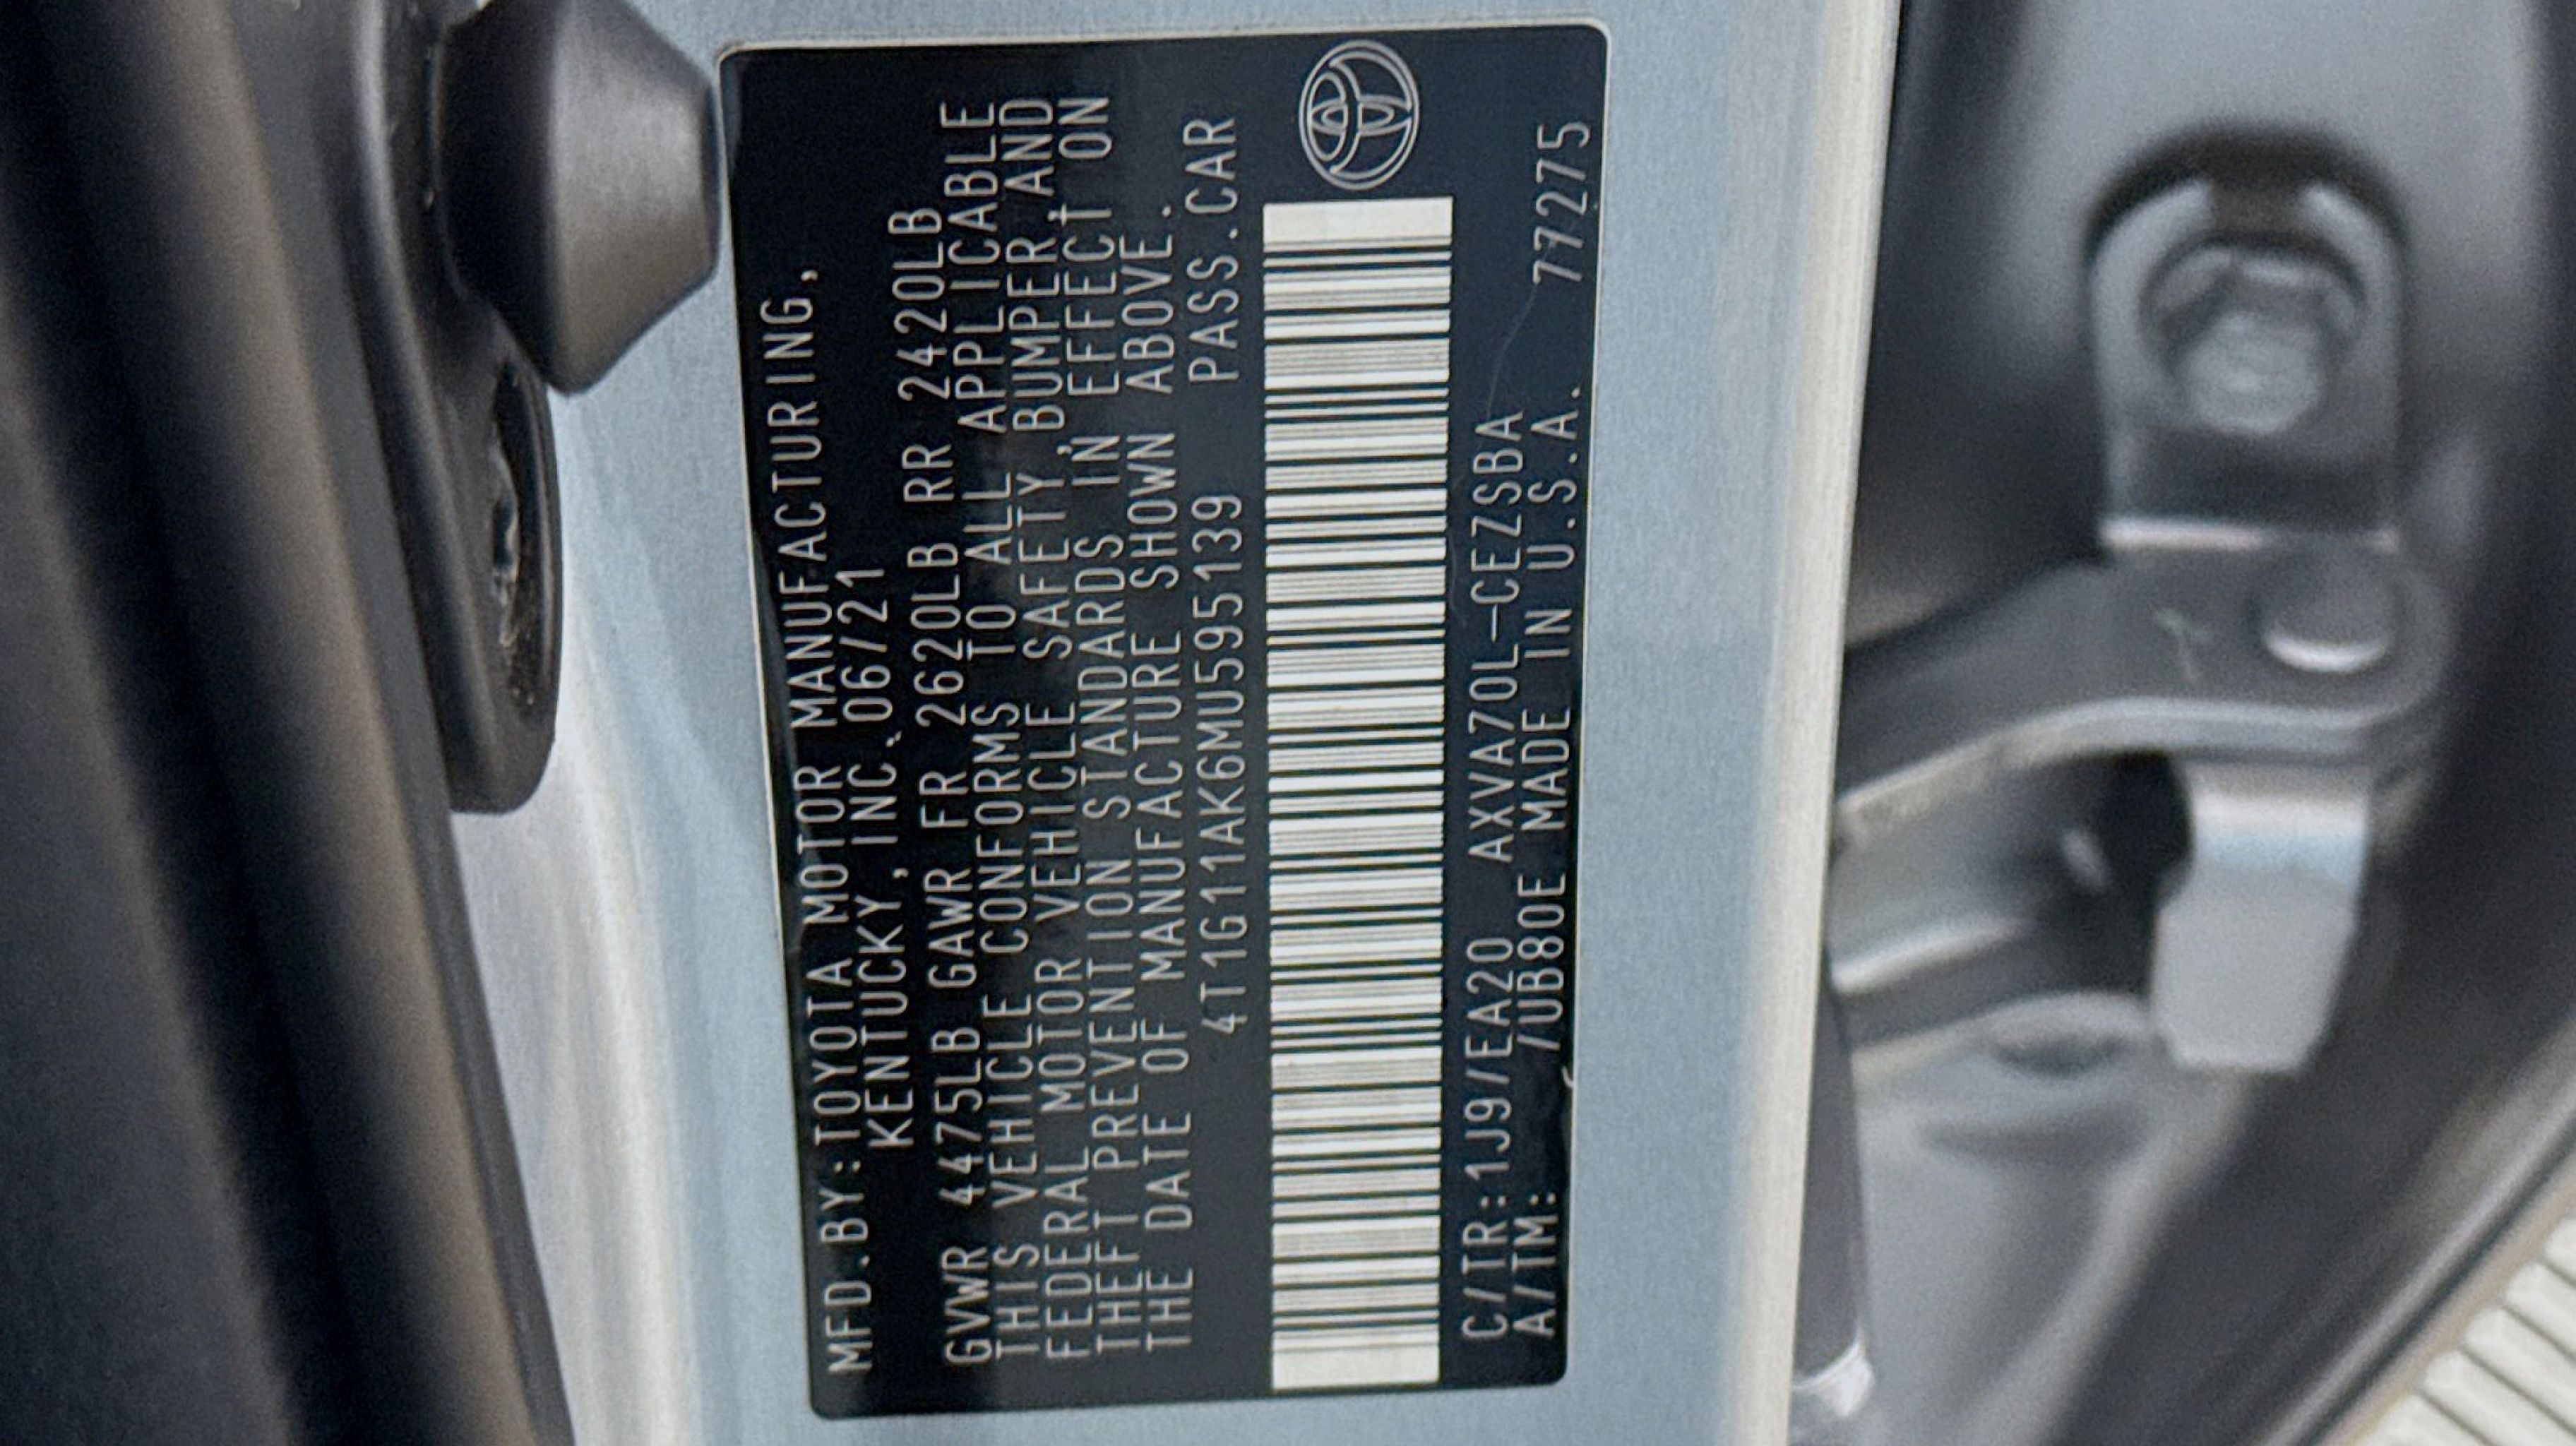 MFD.BY:TOYOTA MOTOR MANUFACTURING,
KENTUCKY, INC. 06/21
GVWR 4475LB GAWR FR 2620LB RR 2420LB
THIS VEHICLE CONFORMS TO ALL APPLICABLE
FEDERAL MOTOR VEHICLE SAFETY,BUMPER,AND
THEFT PREVENTION STANDARDS IN EFFECT ON
THE DATE OF MANUFACTURE SHOWN ABOVE.
4T1G11AK6MU595139 PASS.CAR
C/TR:1J9/EA20 AXVA70L-CEZSBA
A/TM: /UB80E MADE IN U.S.A. 77275